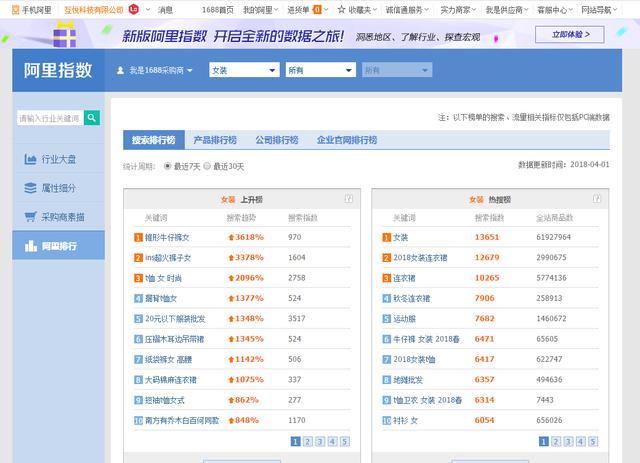 手机阿里 互悦科技有限公司 消息 1688首页 我的阿里 进货单 0 收藏夹 诚信通服务 实力商家 我是供应商 客服中心 网站导航
新版阿里指数 开启全新的数据之旅! 洞悉地区、了解行业、探查宏观 立即体验 >
阿里指数 我是1688采购商 女装 所有 所有
注：以下榜单的搜索、流量相关指标仅包括PC端数据
请输入行业关键词
搜索排行榜 产品排行榜 公司排行榜 企业官网排行榜
行业大盘
统计周期: 最近7天 最近30天 数据更新时间：2018-04-01
属性细分
采购商素描
阿里排行
女装 上升榜 ?
关键词 搜索趋势 搜索指数
1 锥形牛仔裤女 3618% 970
2 ins超火裤子女 3378% 1604
3 t恤 女 时尚 2096% 2758
4 露背t恤女 1377% 524
5 20元以下服装批发 1348% 3517
6 压褶木耳边吊带裙 1345% 524
7 纸袋裤女 高腰 1142% 506
8 大码棉麻连衣裙 1075% 337
9 短袖t恤女式 862% 277
10 南方有乔木白百何同款 848% 1170
1 2 3 4 5
女装 热搜榜 ?
关键词 搜索指数 全站商品数
1 女装 13651 61927964
2 2018女装连衣裙 12679 2990675
3 连衣裙 10265 5774136
4 秋冬连衣裙 7906 258913
5 运动服 7682 1460672
6 牛仔裤 女装 2018春 6471 65605
7 2018女装t恤 6417 622747
8 地摊批发 6357 494636
9 t恤卫衣 女装 2018春 6314 7443
10 衬衫 女 6054 656026
1 2 3 4 5